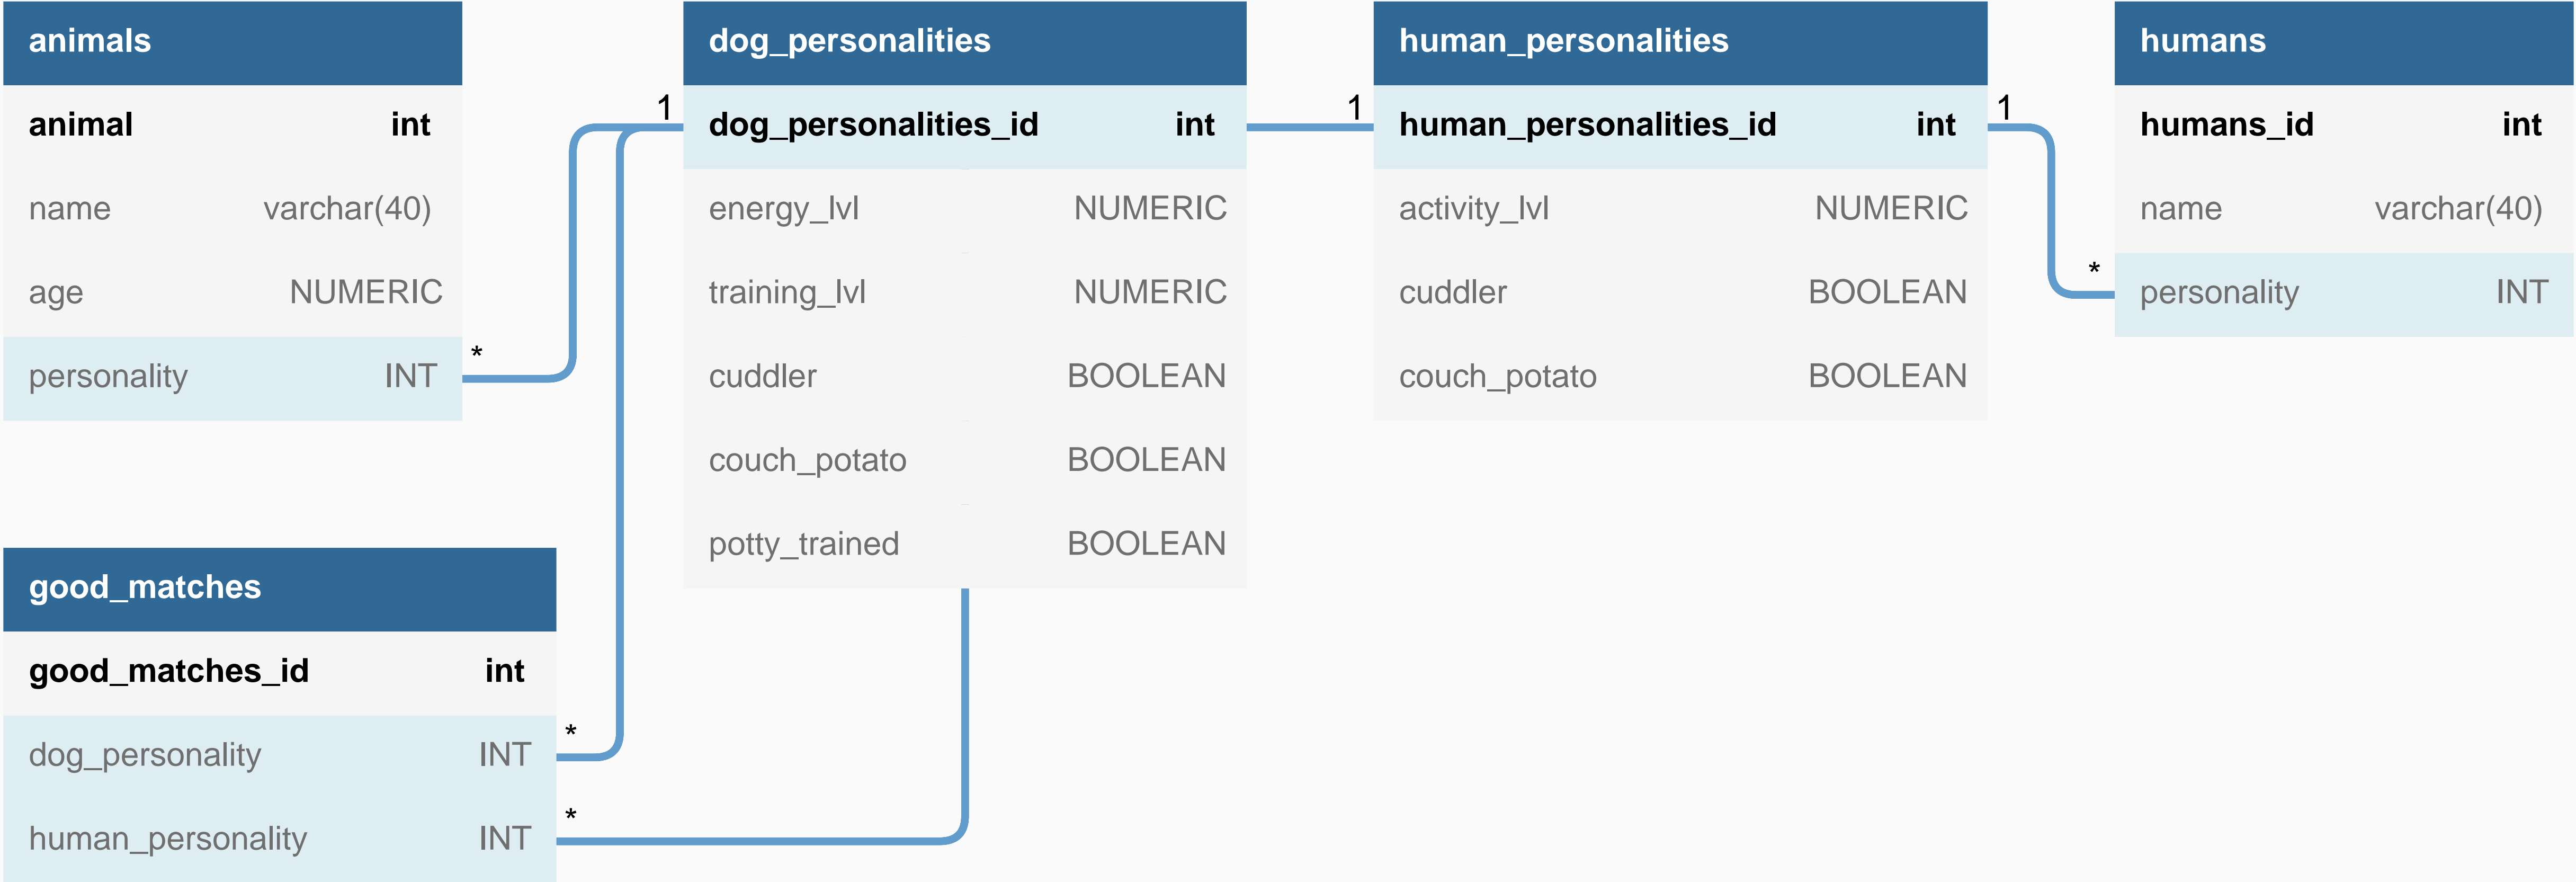 animals
animal int
name varchar(40)
age NUMERIC
personality INT
*
dog_personalities
1
dog_personalities_id int
energy_lvl NUMERIC
training_lvl NUMERIC
cuddler BOOLEAN
couch_potato BOOLEAN
potty_trained BOOLEAN
human_personalities
1
human_personalities_id int
1
activity_lvl NUMERIC
cuddler BOOLEAN
couch_potato BOOLEAN
humans
humans_id int
name varchar(40)
*
personality INT
good_matches
good_matches_id int
dog_personality INT
*
human_personality INT
*